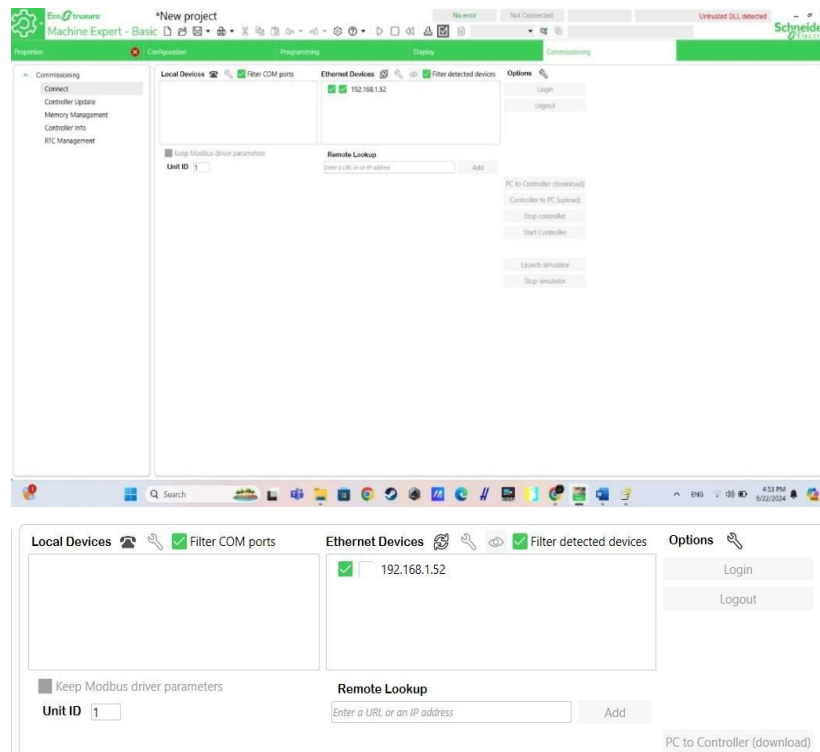 EcoStruxure
*New project
No error
Not Connected
Untrusted DLL detected
Machine Expert - Basic
Schneide
Electri
Properties
Configuration
Programming
Display
Commissioning
Commissioning
Connect
Controller Update
Memory Management
Controller Info
RTC Management
Local Devices
Filter COM ports
Ethernet Devices
Filter detected devices
Options
192.168.1.52
Login
Logout
Keep Modbus driver parameters
Unit ID 1
Remote Lookup
Enter a URL or an IP address
Add
PC to Controller (download)
Controller to PC (upload)
Stop controller
Start Controller
Launch simulator
Stop simulator
Search
ENG
4:53 PM
9/22/2024
Local Devices
Filter COM ports
Ethernet Devices
Filter detected devices
Options
192.168.1.52
Login
Logout
Keep Modbus driver parameters
Unit ID 1
Remote Lookup
Enter a URL or an IP address
Add
PC to Controller (download)